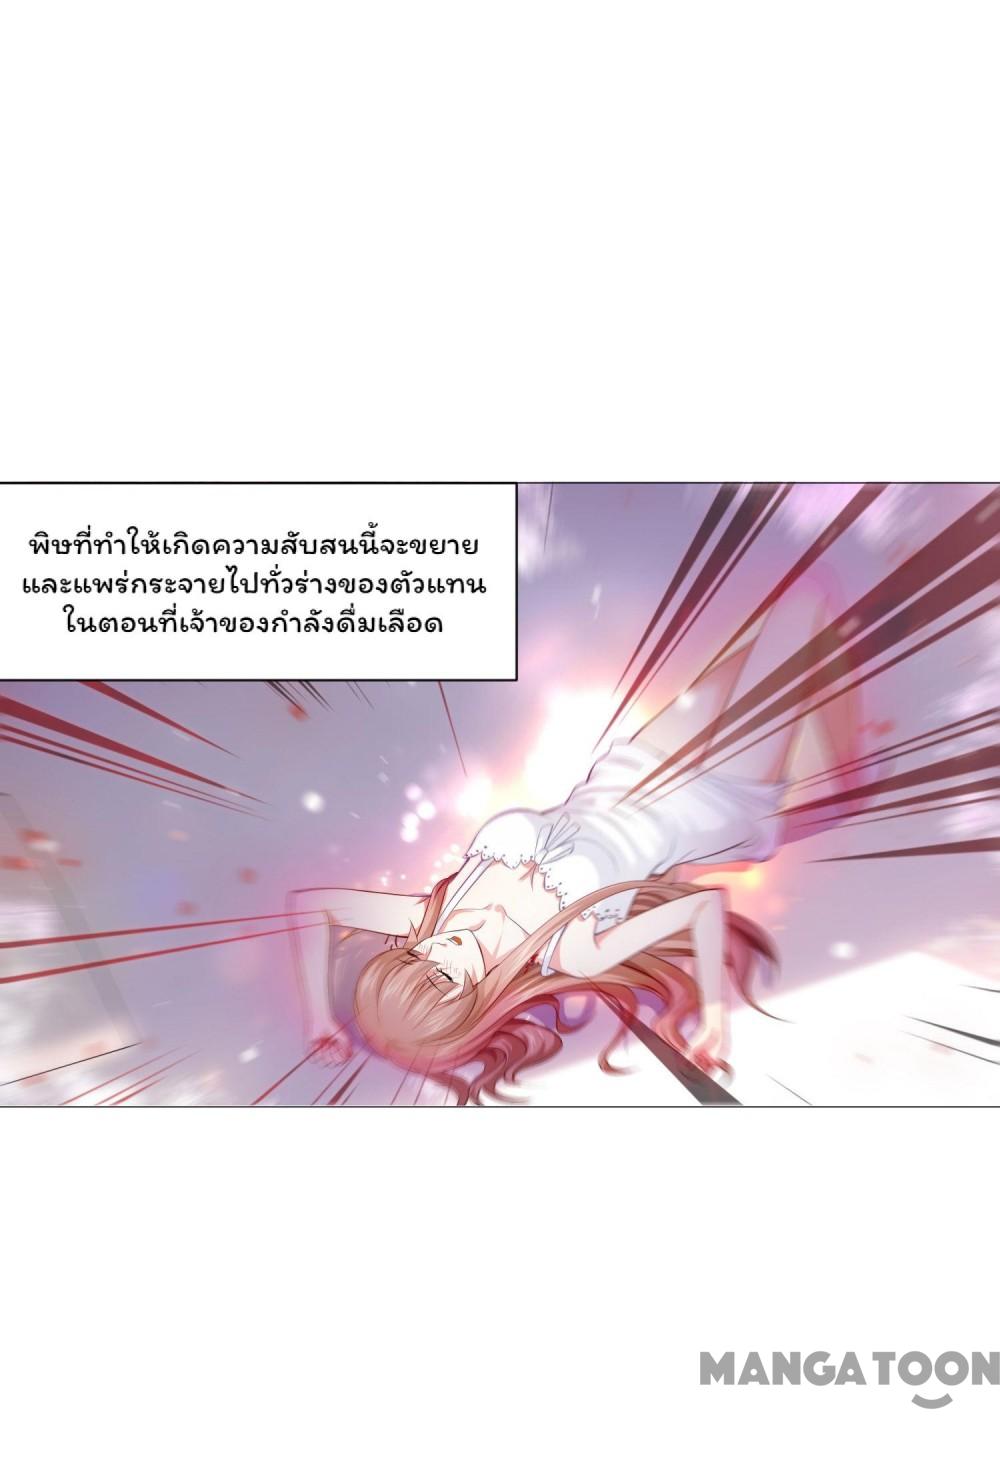 พิษที่ทำให้เกิดความสับสนนี้จะขยาย
และแพร่กระจายไปทั่วร่างของตัวแทน
ในตอนที่เจ้าของกำลังดื่มเลือด
MANGATOON